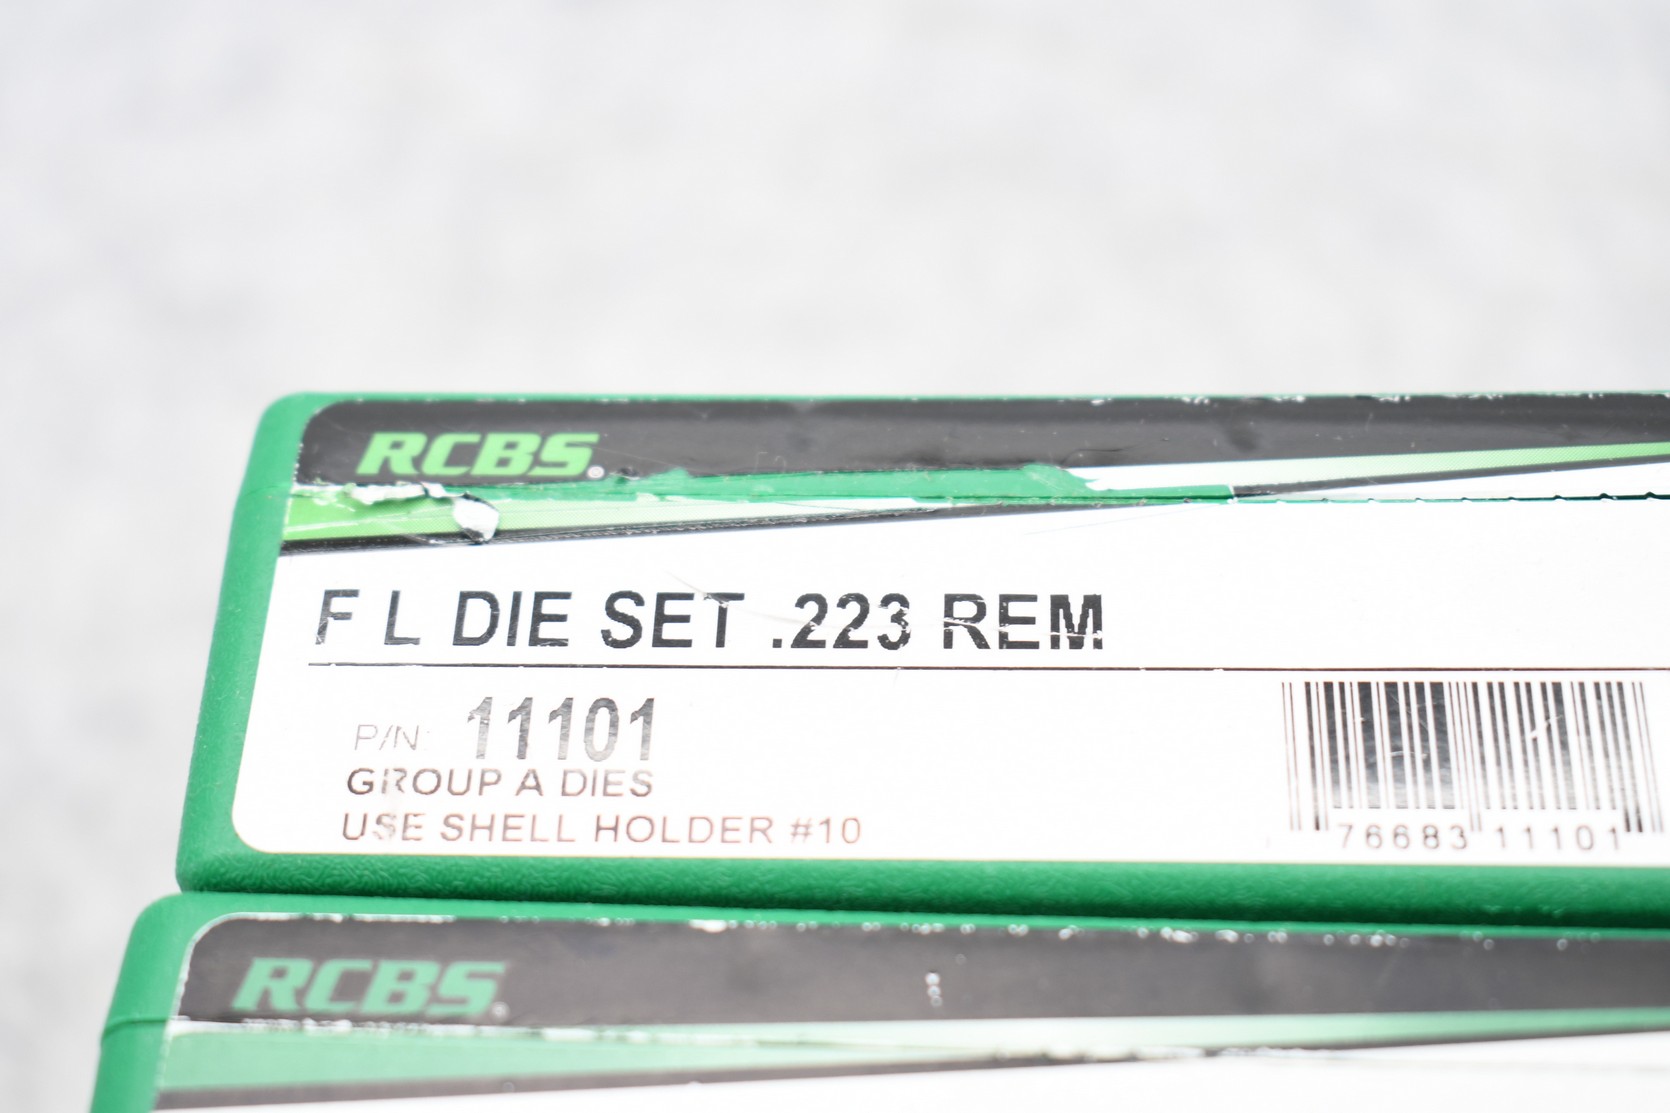 RCBS®
F L DIE SET .223 REM
P/N: 11101
GROUP A DIES
USE SHELL HOLDER #10
76683 11101
RCBS